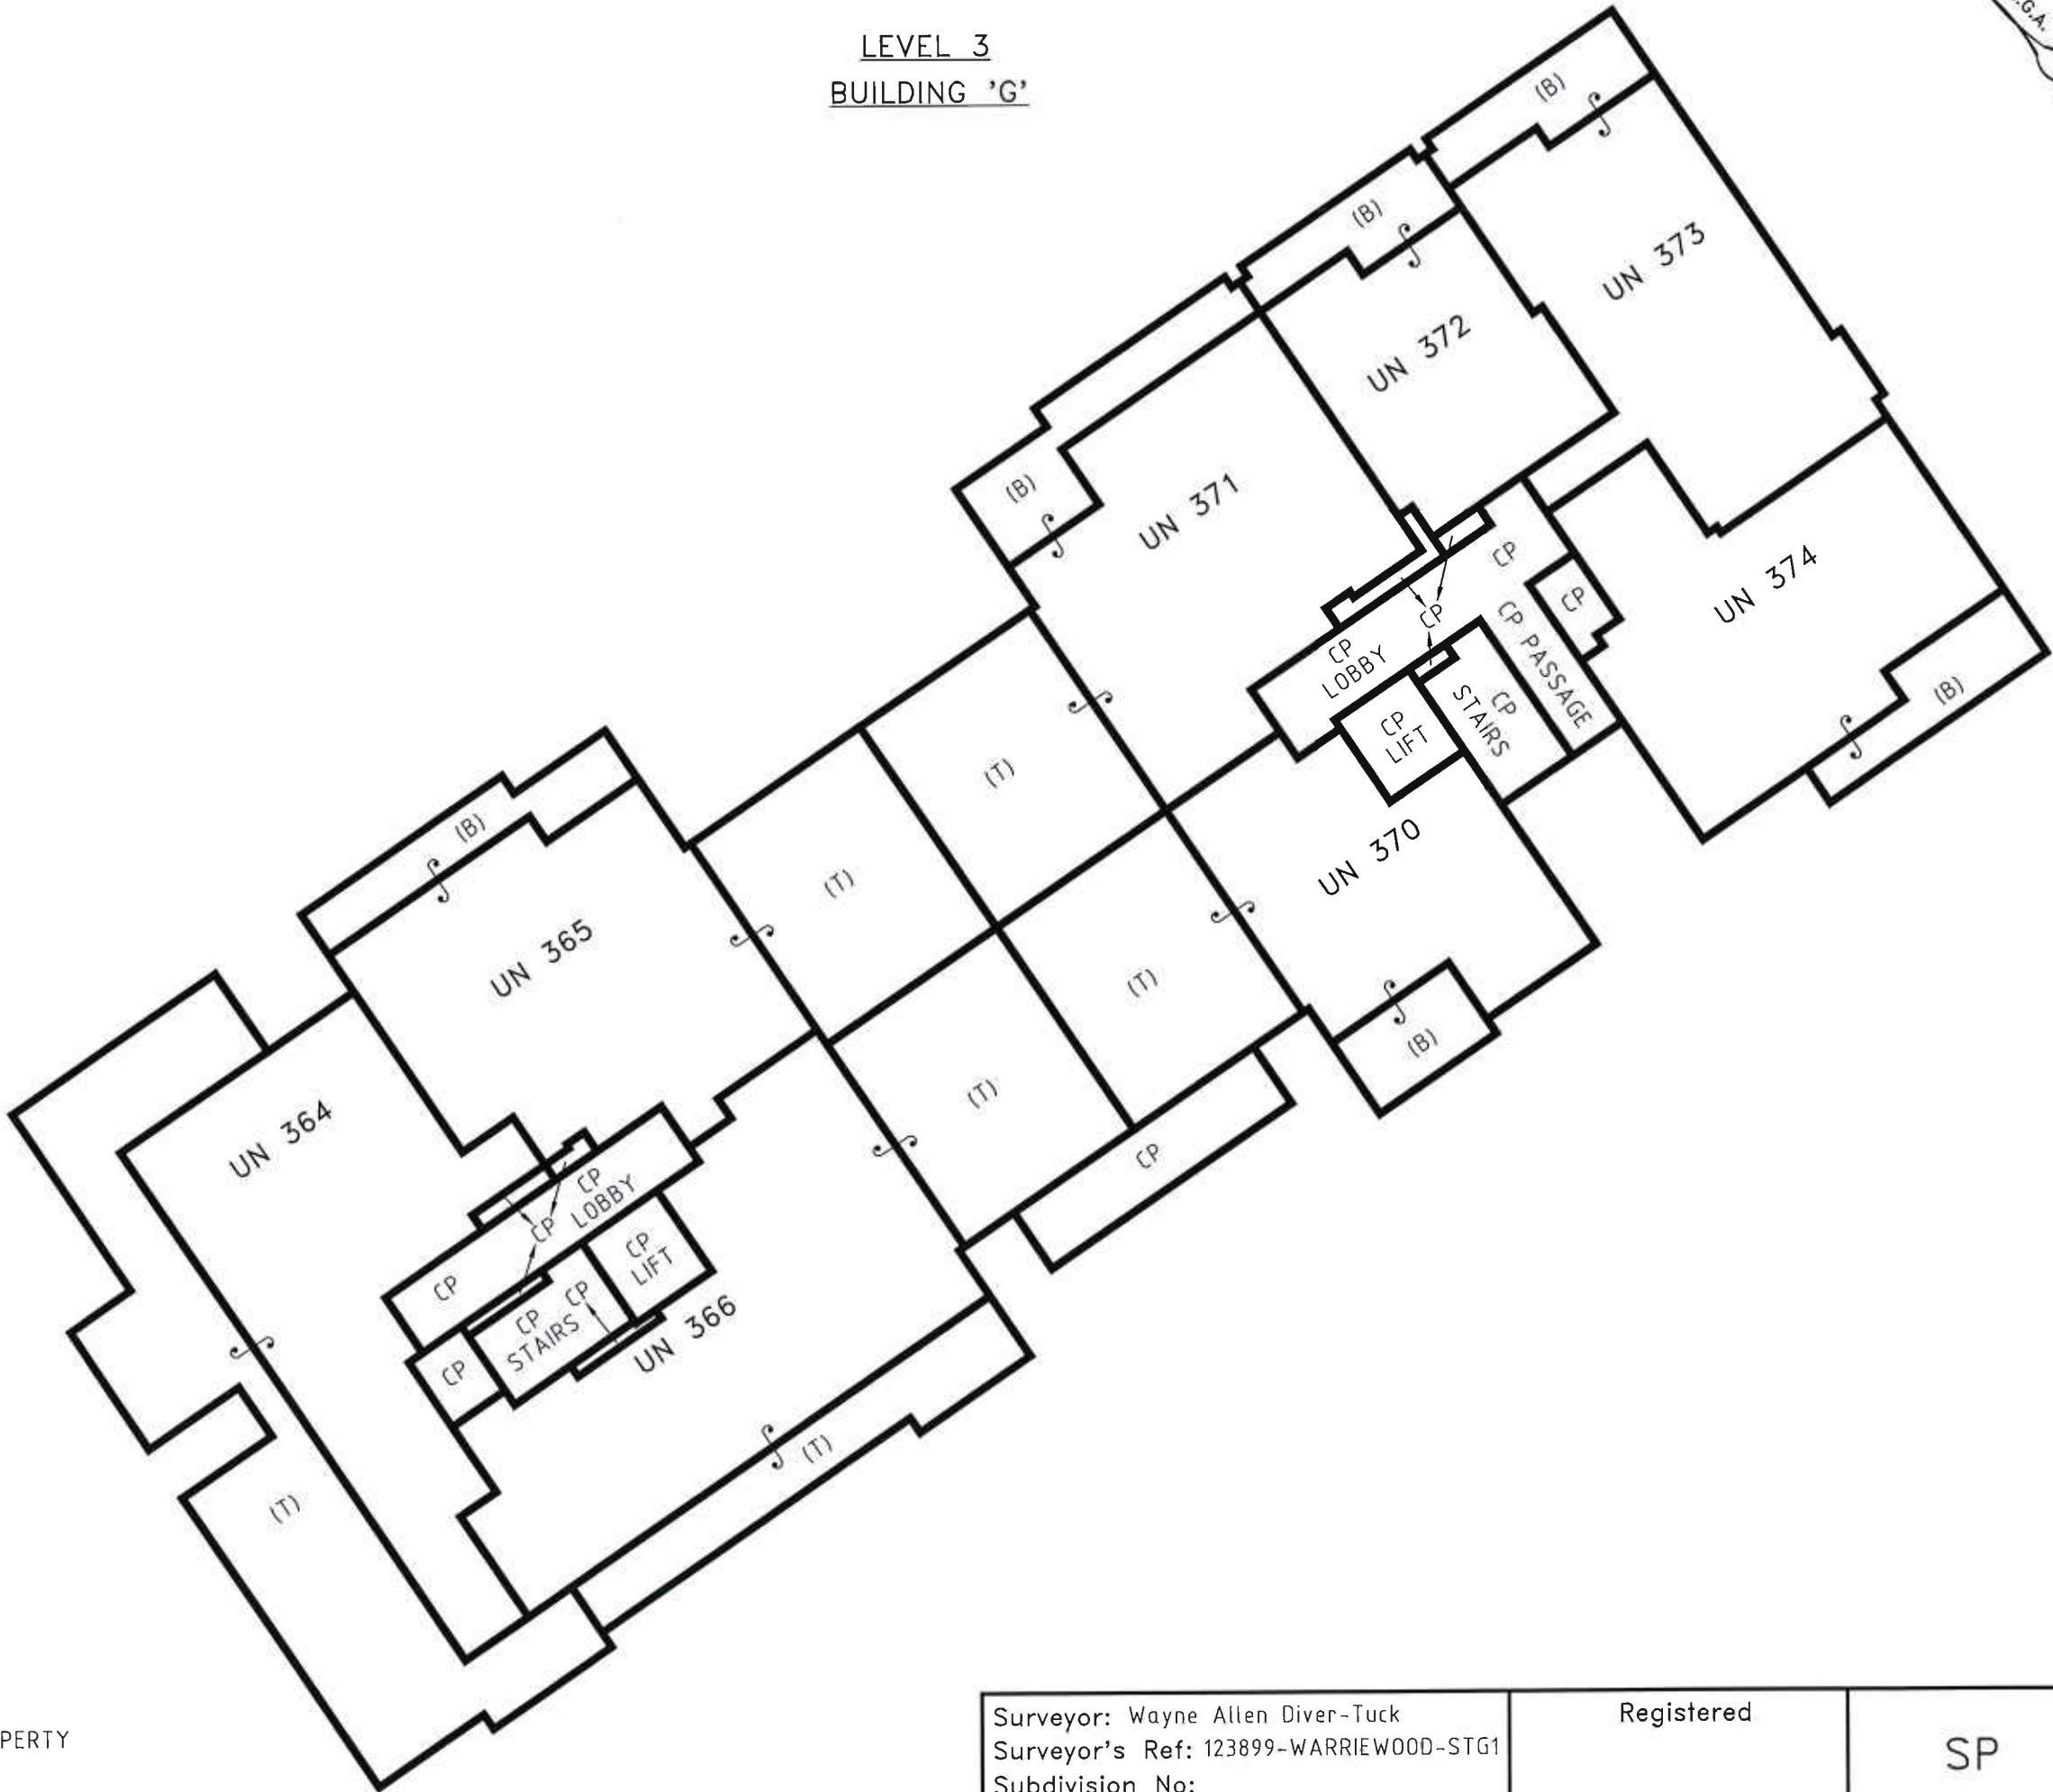 LEVEL 3
BUILDING 'G'
.G.A.
(B)
(B)
UN 373
UN 372
(B)
UN 371
CP
CP
UN 374
CP
CP
LOBBY
CP PASSAGE
CP
STAIRS
CP
LIFT
(B)
(T)
UN 370
(B)
(T)
UN 365
(T)
(B)
(T)
CP
UN 364
CP
LOBBY
CP
CP
LIFT
CP
CP
CP
STAIRS
CP
UN 366
(T)
(T)
PERTY
Surveyor: Wayne Allen Diver-Tuck
Surveyor's Ref: 123899-WARRIEWOOD-STG1
Subdivision No:
Registered
SP